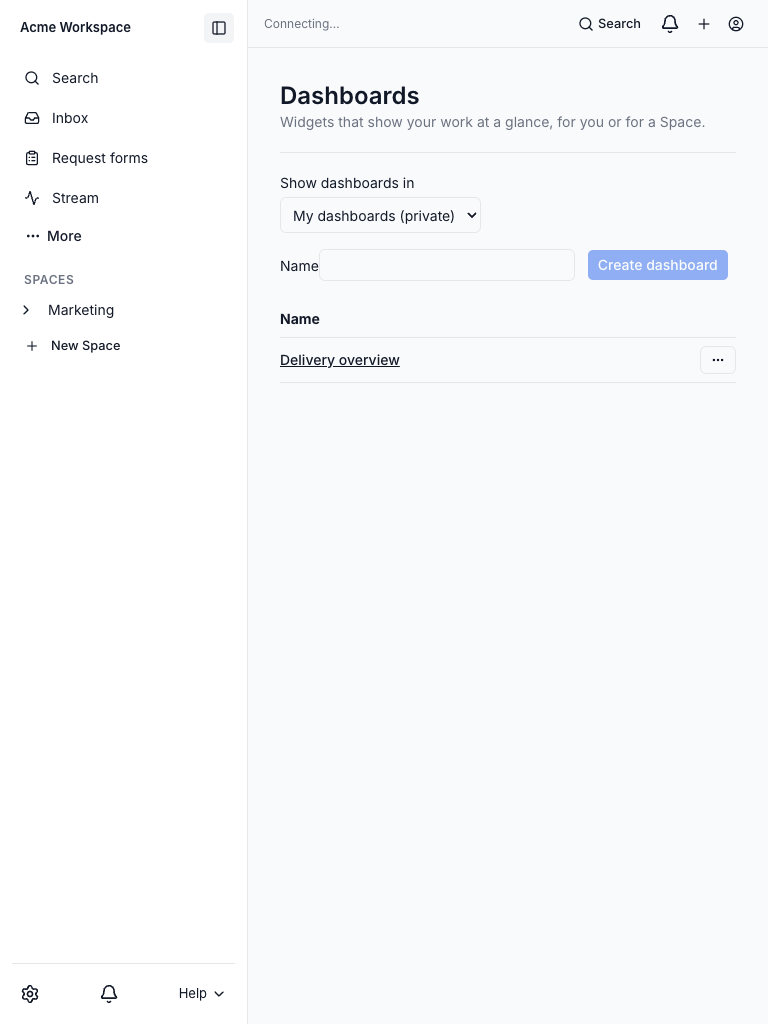 Acme Workspace
Search
Inbox
Request forms
Stream
More
SPACES
Marketing
New Space
Help
Connecting...
Search
Dashboards
Widgets that show your work at a glance, for you or for a Space.
Show dashboards in
My dashboards (private)
Name
Create dashboard
Name
Delivery overview